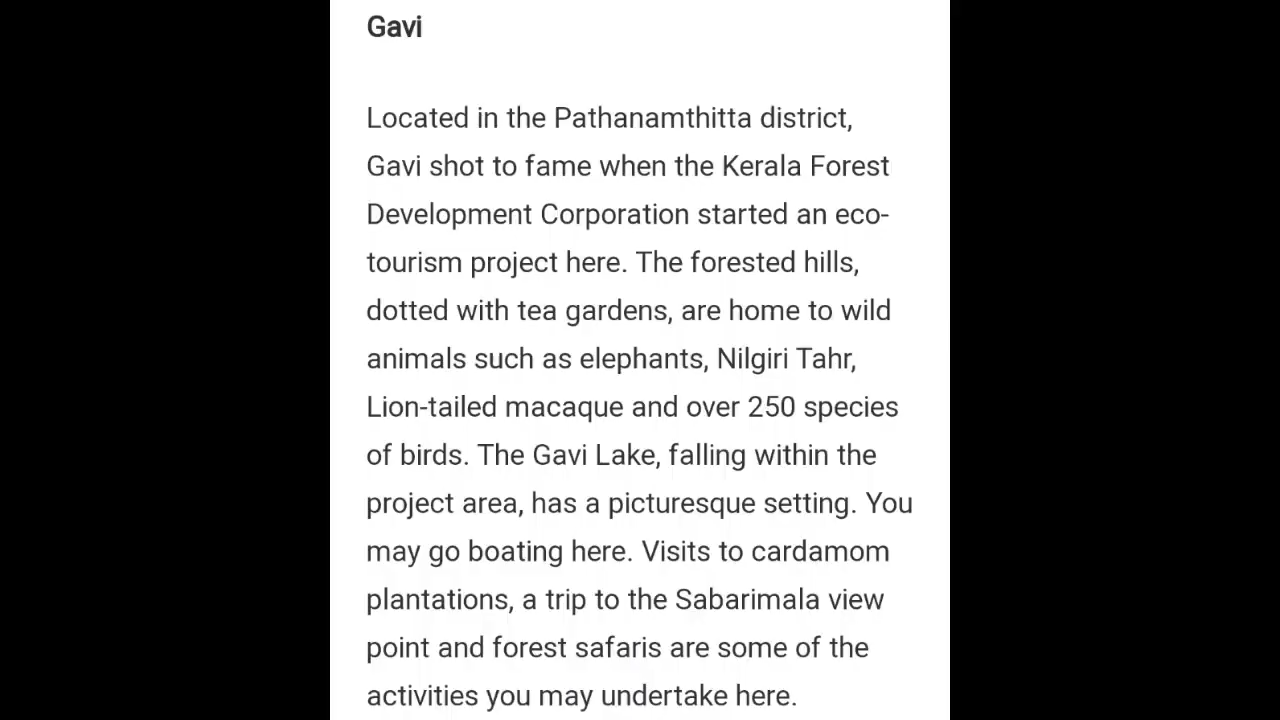 Gavi
Located in the Pathanamthitta district,
Gavi shot to fame when the Kerala Forest
Development Corporation started an eco-
tourism project here. The forested hills,
dotted with tea gardens, are home to wild
animals such as elephants, Nilgiri Tahr,
Lion-tailed macaque and over 250 species
of birds. The Gavi Lake, falling within the
project area, has a picturesque setting. You
may go boating here. Visits to cardamom
plantations, a trip to the Sabarimala view
point and forest safaris are some of the
activities you may undertake here.